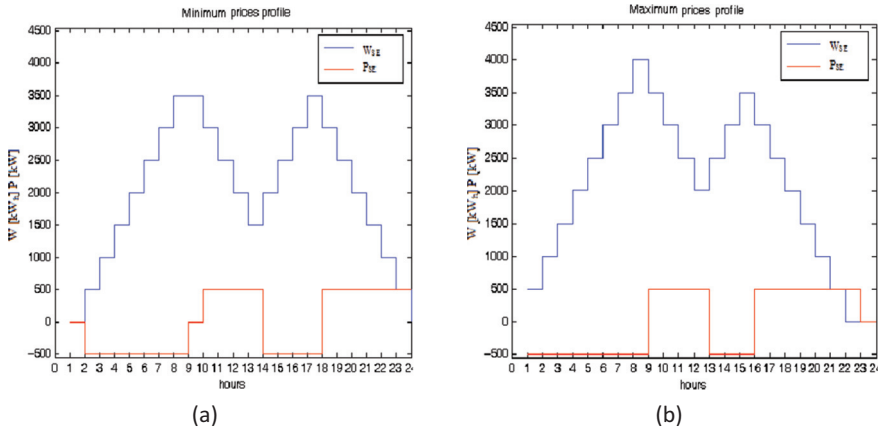 Minimum prices profile
4500
4000
3500
3000
2500
2000
1500
1000
500
0
−500
W [kWh] P [kW]
WSE
PSE
0 1 2 3 4 5 6 7 8 9 10 11 12 13 14 15 16 17 18 19 20 21 22 23 24
hours
(a)
Maximum prices profile
4500
4000
3500
3000
2500
2000
1500
1000
500
0
−500
W [kWh] P [kW]
WSE
PSE
0 1 2 3 4 5 6 7 8 9 10 11 12 13 14 15 16 17 18 19 20 21 22 23 24
hours
(b)